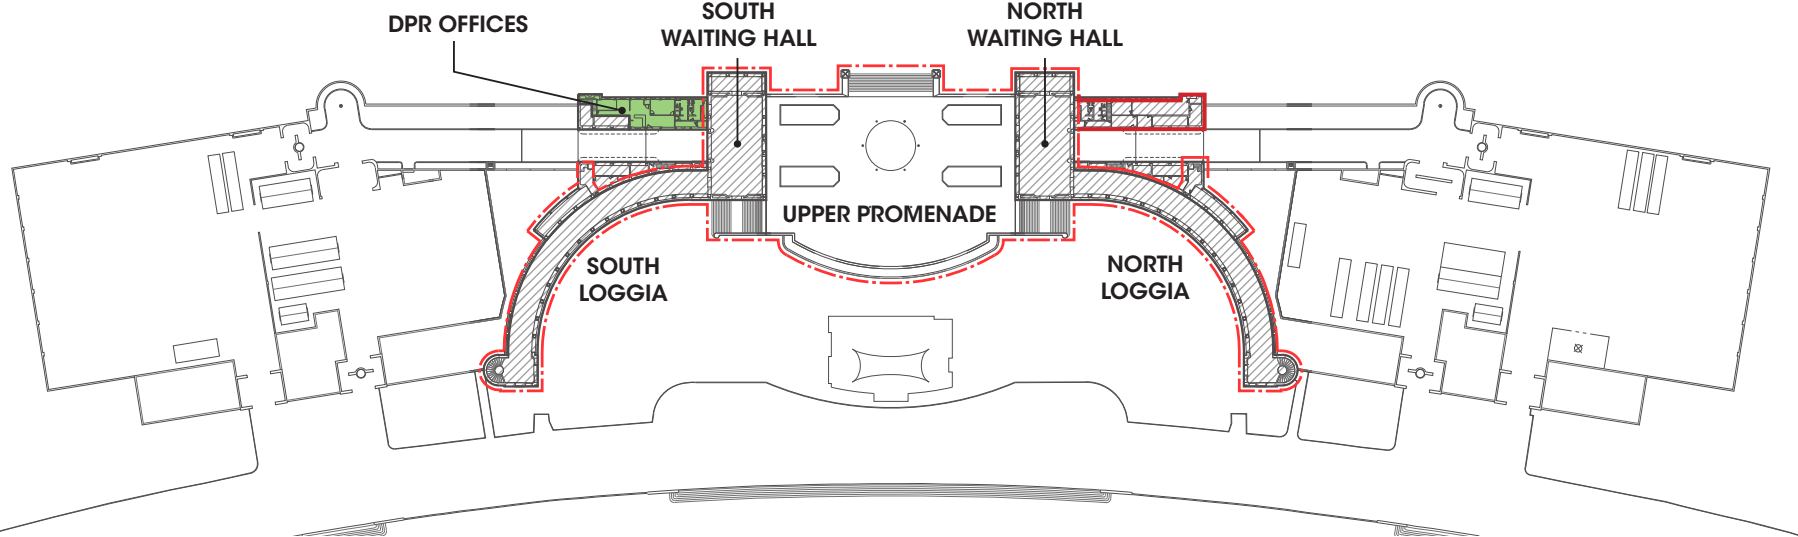 DPR OFFICES
SOUTH
WAITING HALL
NORTH
WAITING HALL
UPPER PROMENADE
SOUTH
LOGGIA
NORTH
LOGGIA